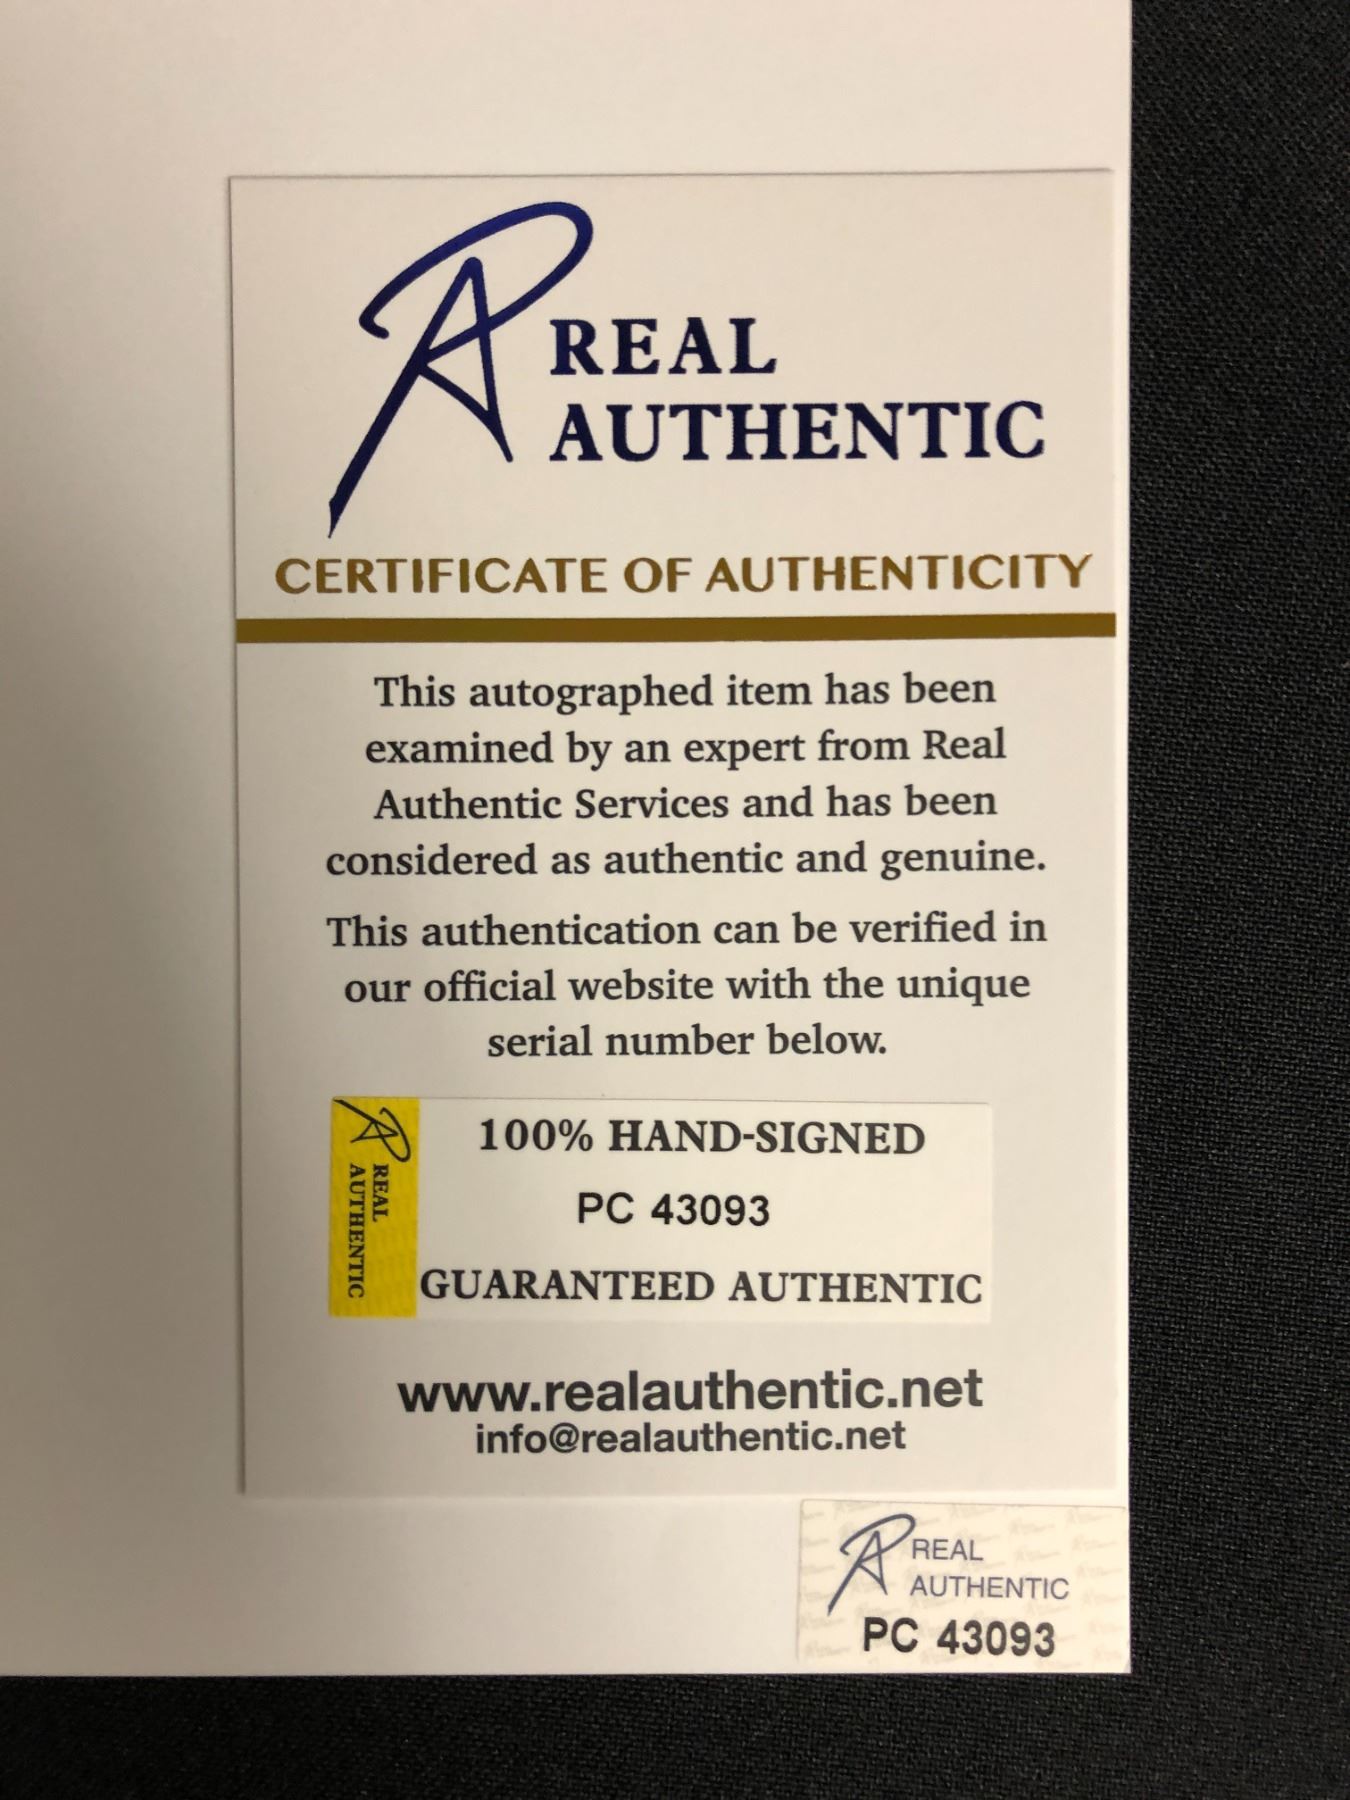 REAL
AUTHENTIC
CERTIFICATE OF AUTHENTICITY
This autographed item has been
examined by an expert from Real
Authentic Services and has been
considered as authentic and genuine.
This authentication can be verified in
our official website with the unique
serial number below.
REAL
AUTHENTIC
100% HAND-SIGNED
PC 43093
GUARANTEED AUTHENTIC
www.realauthentic.net
info@realauthentic.net
REAL
AUTHENTIC
PC 43093